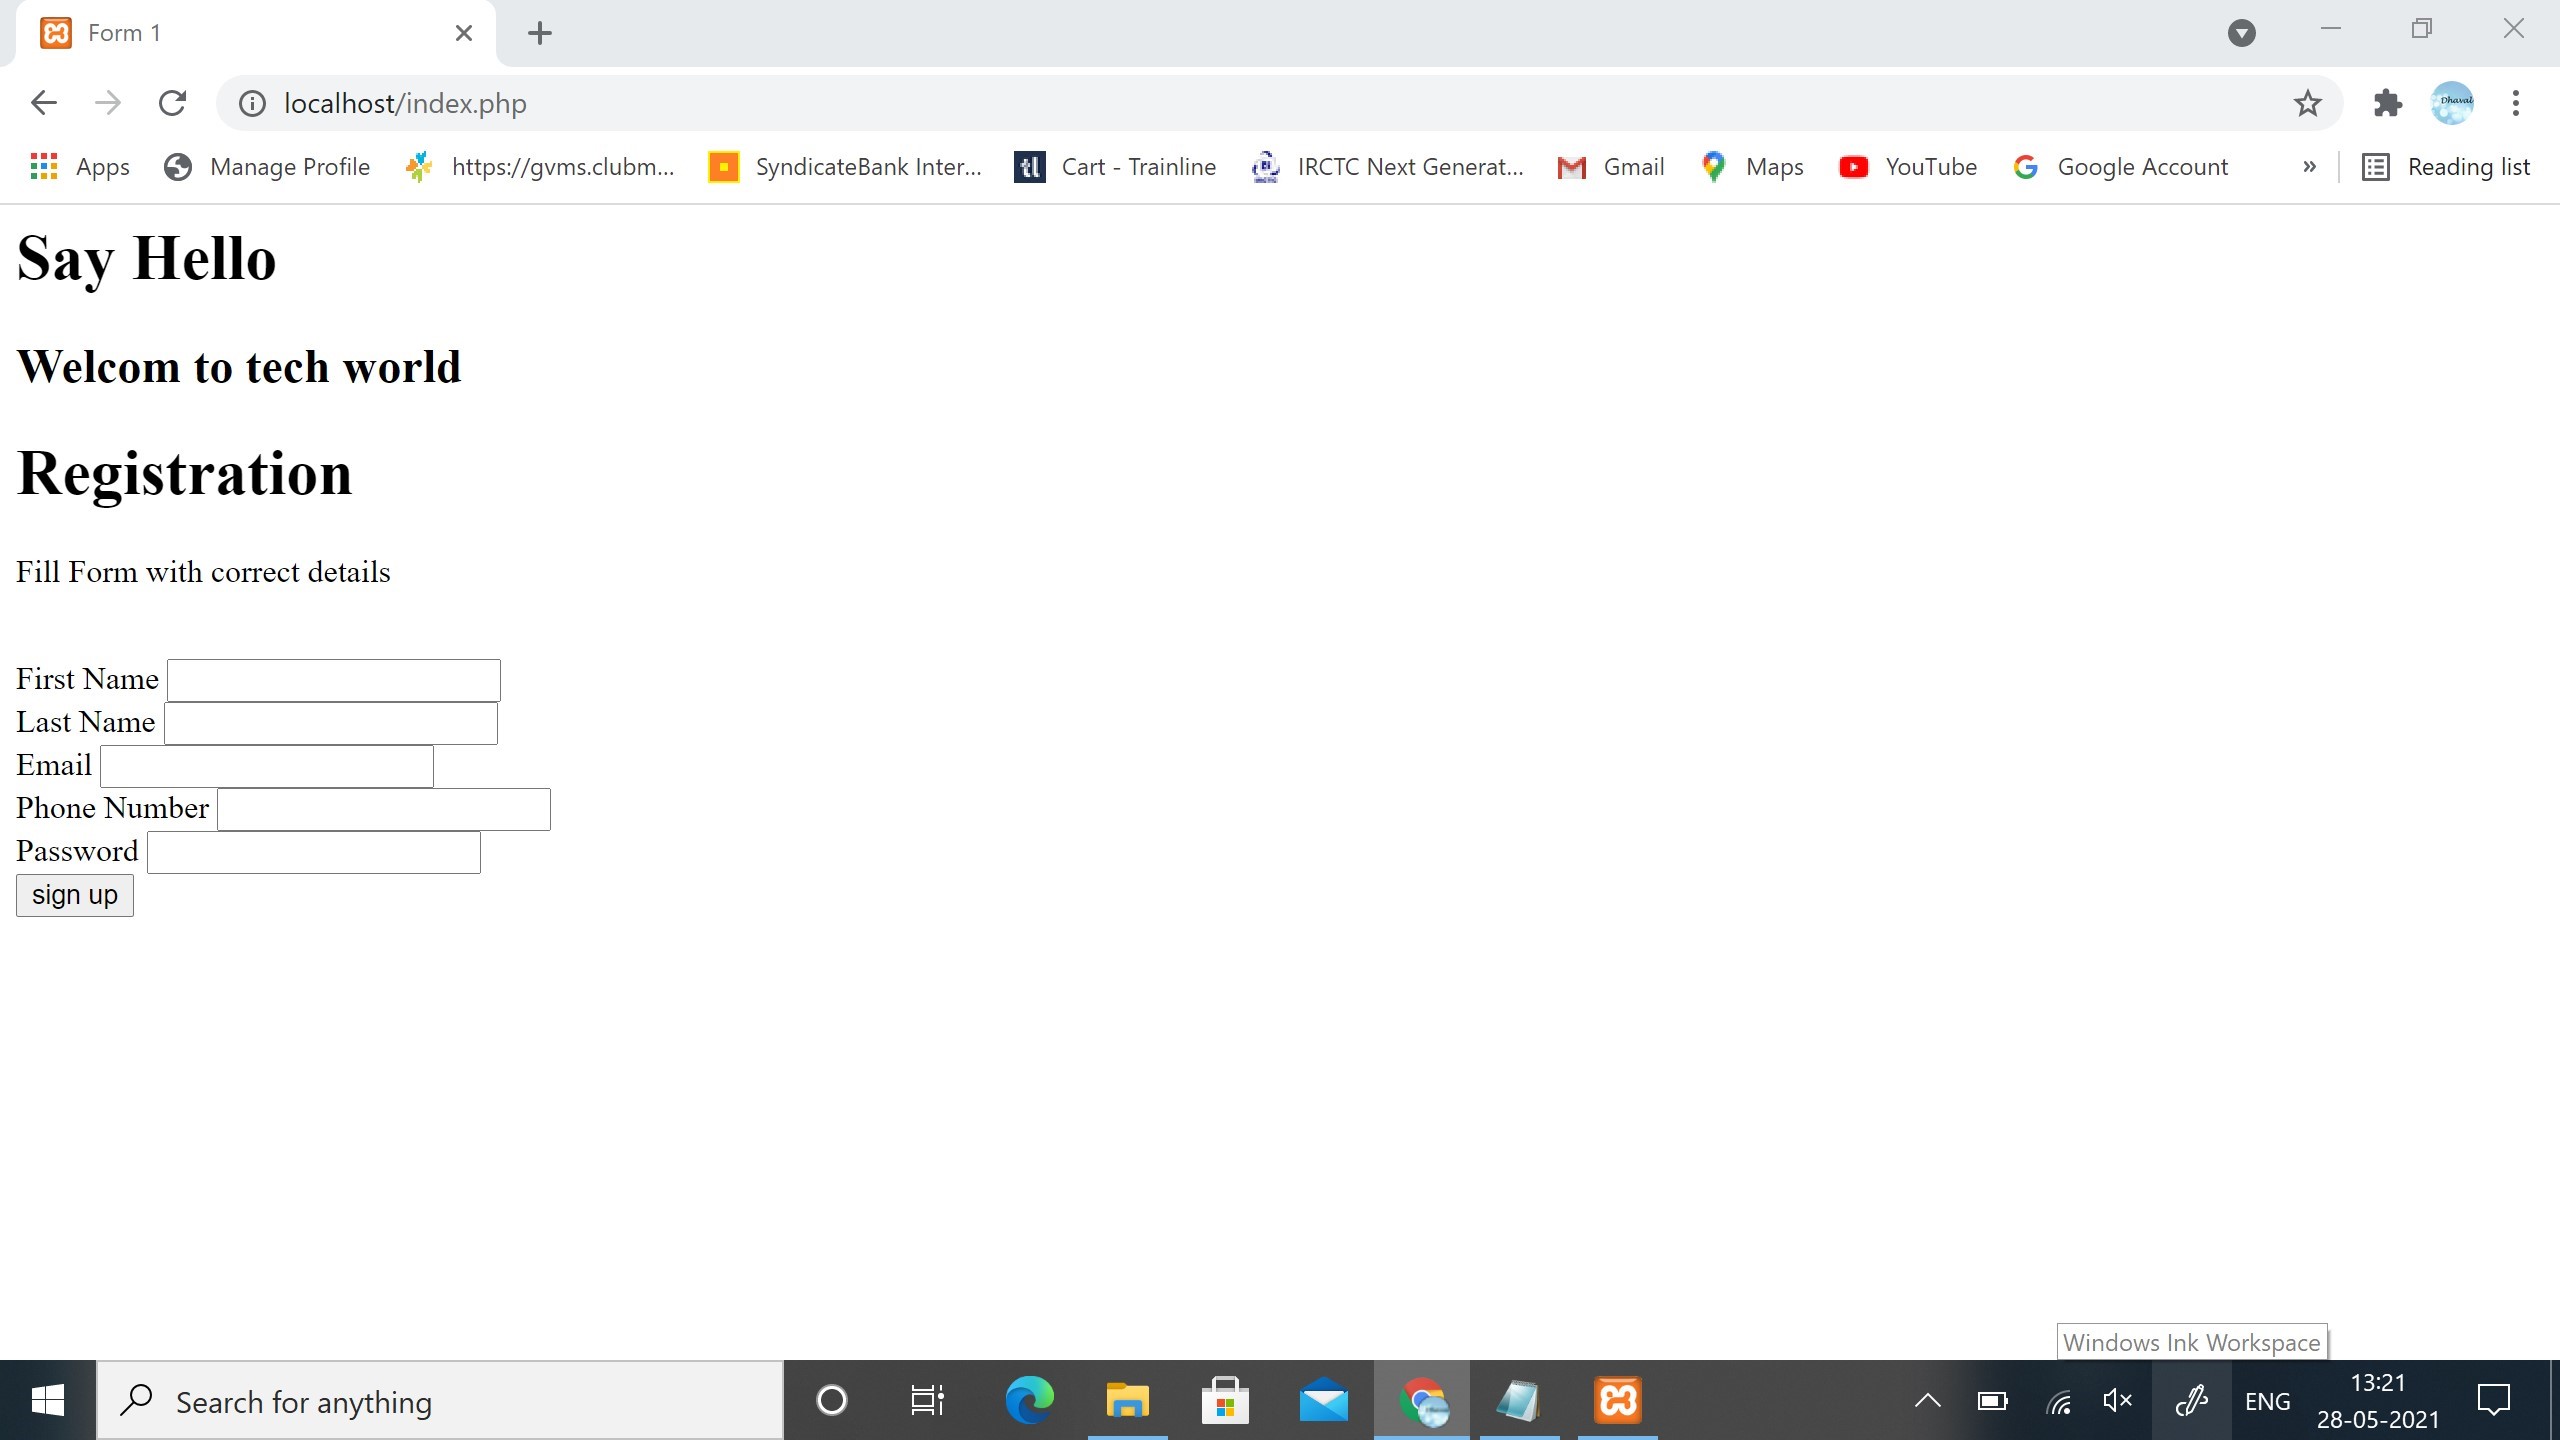 Form 1
localhost/index.php
Dhaval
Apps Manage Profile https://gvms.clubm... SyndicateBank Inter... tl Cart - Trainline IRCTC Next Generat... Gmail Maps YouTube Google Account » Reading list
Say Hello
Welcom to tech world
Registration
Fill Form with correct details
First Name
Last Name
Email
Phone Number
Password
sign up
Windows Ink Workspace
Search for anything
ENG
13:21
28-05-2021